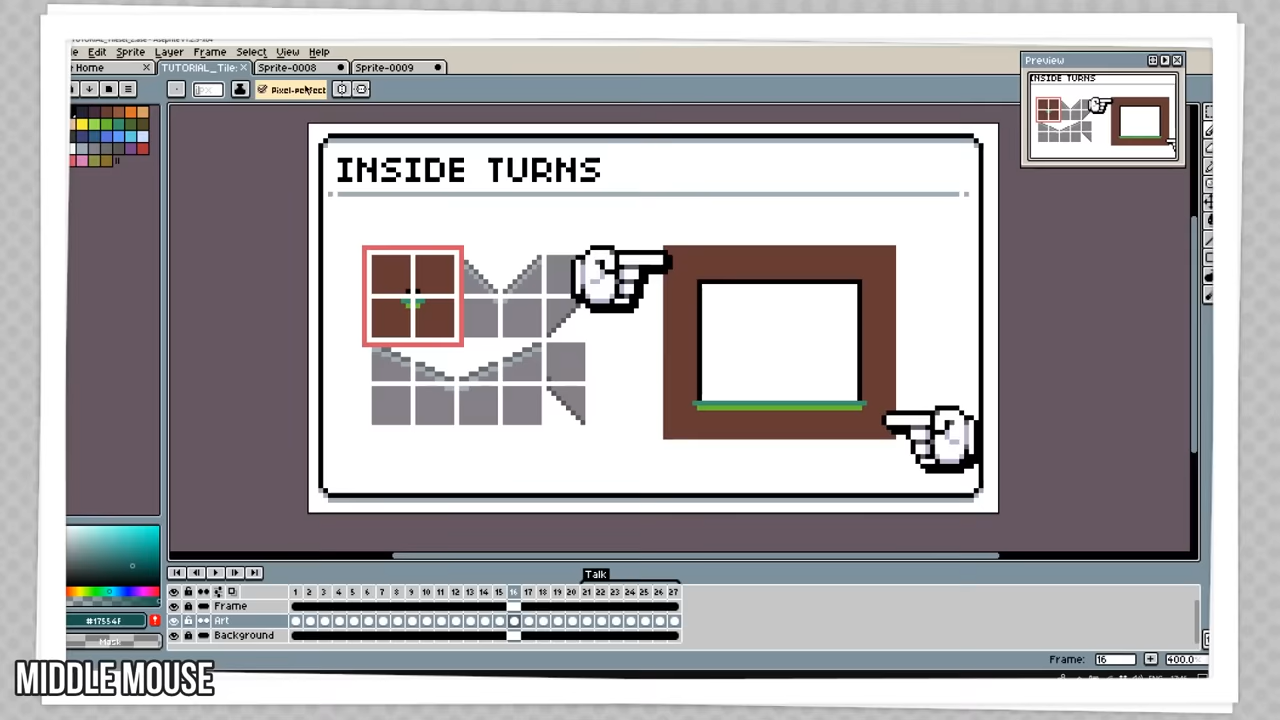 Edit Sprite Layer Frame Select View Help
Home TUTORIAL_Tile: Sprite-0008 Sprite-0009
Pixel-perfect
Preview
INSIDE TURNS
INSIDE TURNS
Talk
1 2 3 4 5 6 7 8 9 10 11 12 13 14 15 16 17 18 19 20 21 22 23 24 25 26 27
Frame
Art
Background
#17554F
Mask
Frame: 16
400.0
MIDDLE MOUSE